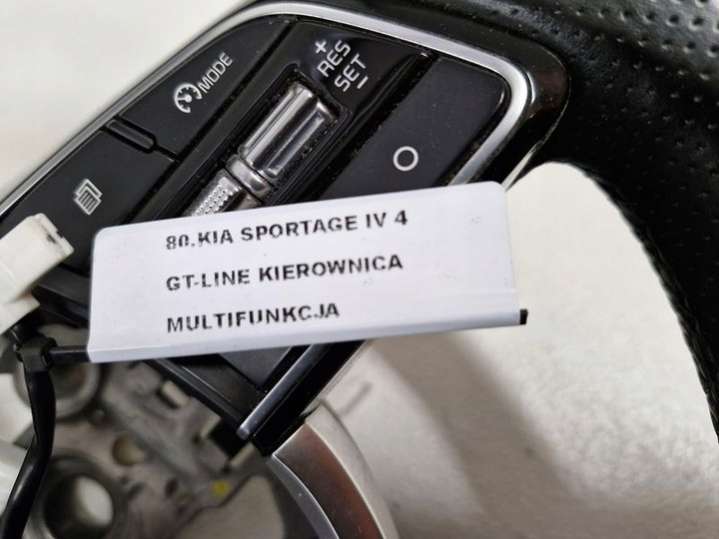 MODE
+
RES
SET
-
80.KIA SPORTAGE IV 4
GT-LINE KIEROWNICA
MULTIFUNKCJA